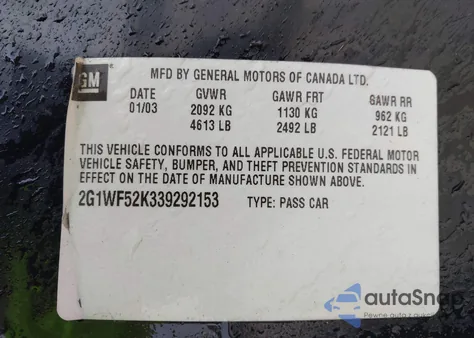 GM
MFD BY GENERAL MOTORS OF CANADA LTD.
DATE GVWR GAWR FRT GAWR RR
01/03 2092 KG 1130 KG 962 KG
4613 LB 2492 LB 2121 LB
THIS VEHICLE CONFORMS TO ALL APPLICABLE U.S. FEDERAL MOTOR
VEHICLE SAFETY, BUMPER, AND THEFT PREVENTION STANDARDS IN
EFFECT ON THE DATE OF MANUFACTURE SHOWN ABOVE.
2G1WF52K339292153 TYPE: PASS CAR
autoSnap
Pewne auta z aukcji